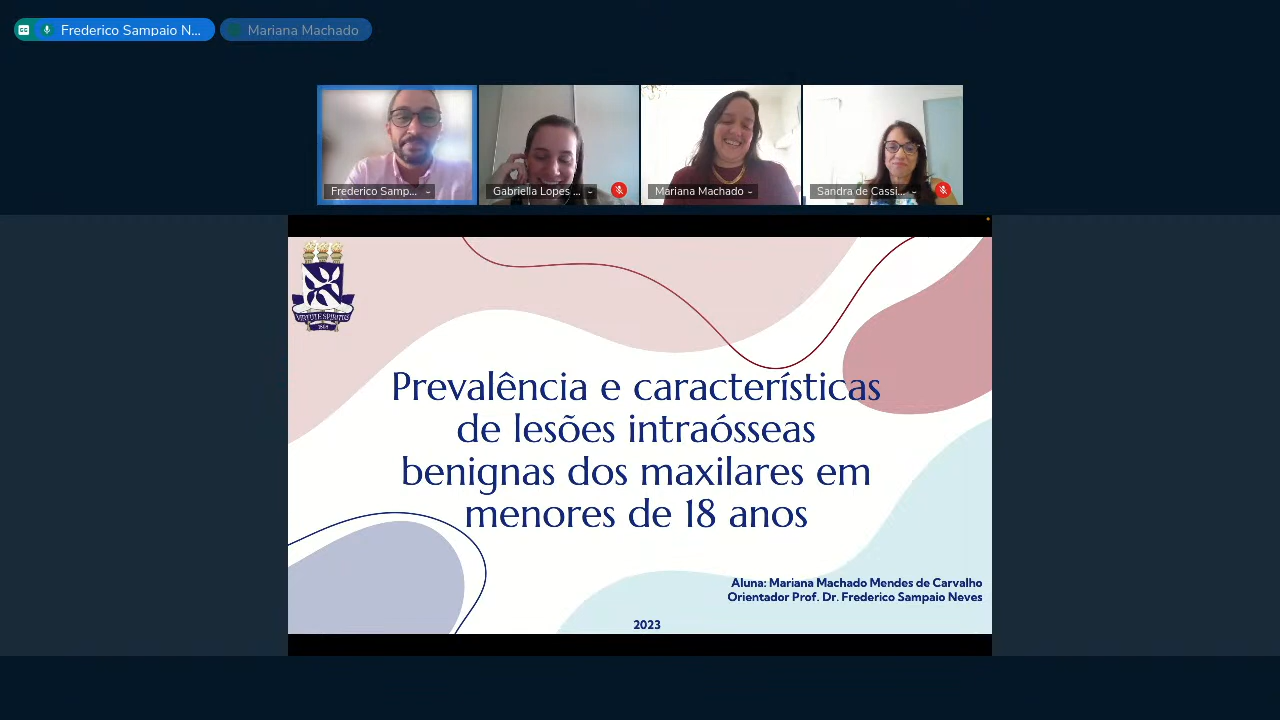 Frederico Sampaio N...
Mariana Machado
Frederico Samp...
Gabriella Lopes ...
Mariana Machado
Sandra de Cassi...
VIRTUTE SPIRITUS
Prevalência e características
de lesões intraósseas
benignas dos maxilares em
menores de 18 anos
Aluna: Mariana Machado Mendes de Carvalho
Orientador Prof. Dr. Frederico Sampaio Neves
2023